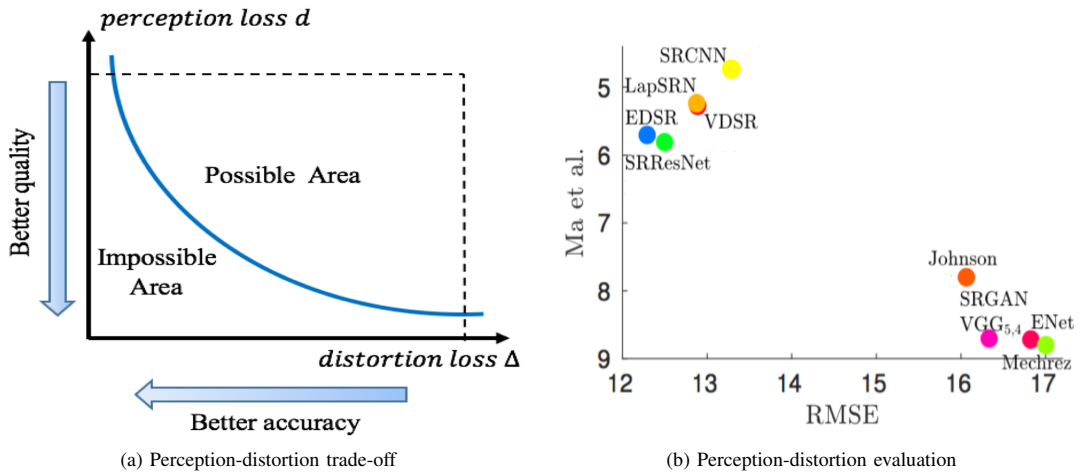 perception loss d
Better quality
Possible Area
Impossible
Area
distortion loss Δ
Better accuracy
(a) Perception-distortion trade-off
Ma et al.
5
6
7
8
9
SRCNN
LapSRN
EDSR
VDSR
SRResNet
Johnson
SRGAN
VGG5,4 ENet
Mechrez
12 13 14 15 16 17
RMSE
(b) Perception-distortion evaluation